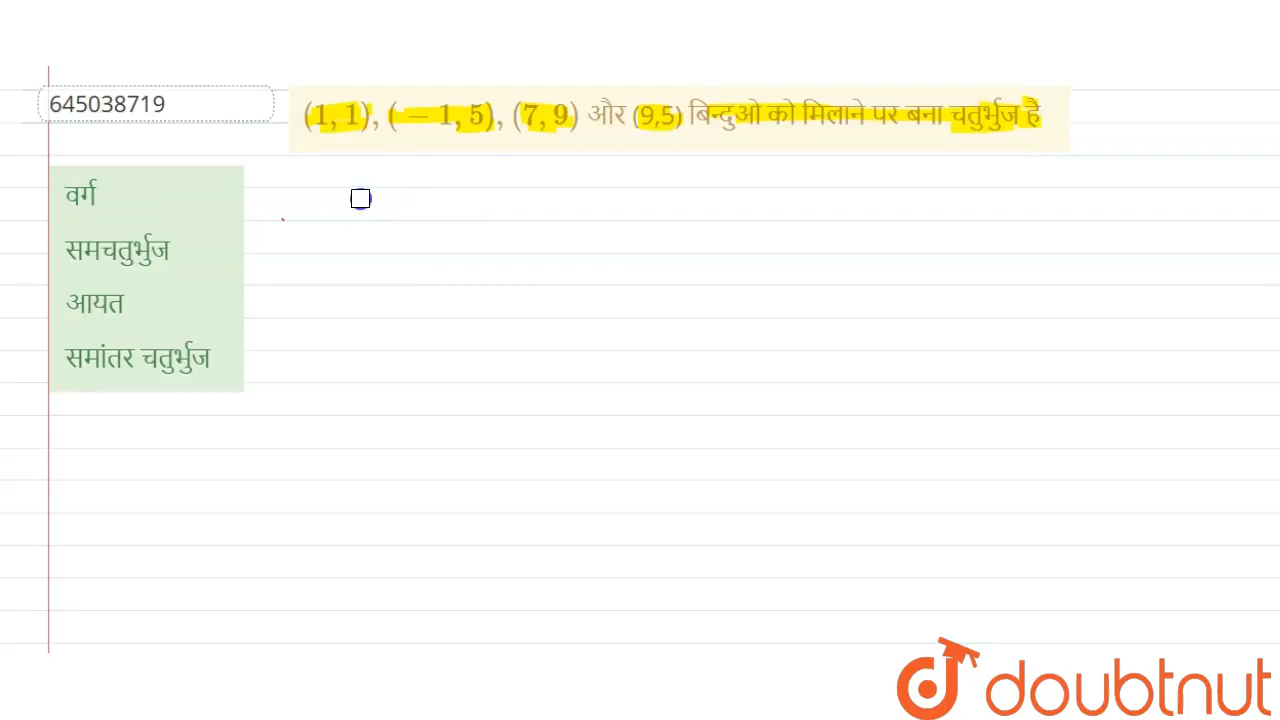 645038719
(1, 1), (−1, 5), (7, 9) और (9,5) बिन्दुओ को मिलाने पर बना चतुर्भुज है
वर्ग
समचतुर्भुज
आयत
समांतर चतुर्भुज
doubtnut